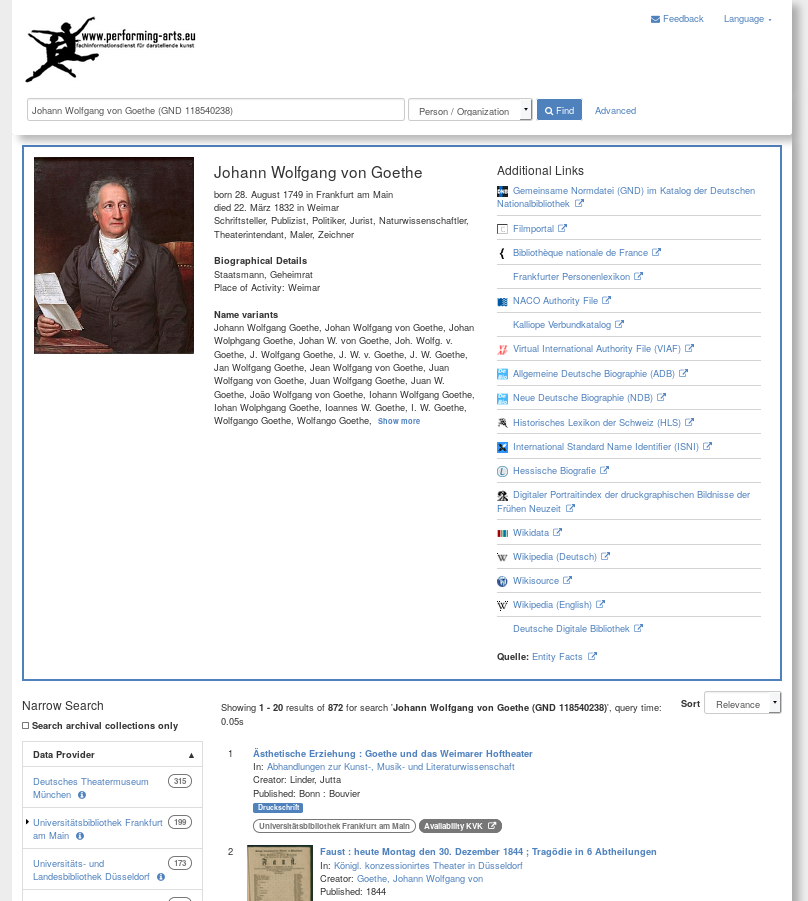 Feedback
Language
www.performing-arts.eu
fachinformationsdienst für darstellende kunst
Johann Wolfgang von Goethe (GND 118540238)
Person / Organization
Find
Advanced
Johann Wolfgang von Goethe
born 28. August 1749 in Frankfurt am Main
died 22. März 1832 in Weimar
Schriftsteller, Publizist, Politiker, Jurist, Naturwissenschaftler,
Theaterintendant, Maler, Zeichner
Biographical Details
Staatsmann, Geheimrat
Place of Activity: Weimar
Name variants
Johann Wolfgang Goethe, Johan Wolfgang von Goethe, Johan
Wolphgang Goethe, Johan W. von Goethe, Joh. Wolfg. v.
Goethe, J. Wolfgang Goethe, J. W. v. Goethe, J. W. Goethe,
Jan Wolfgang Goethe, Jean Wolfgang von Goethe, Juan
Wolfgang von Goethe, Juan Wolfgang Goethe, Juan W.
Goethe, João Wolfgang von Goethe, Iohann Wolfgang Goethe,
Iohan Wolphgang Goethe, Ioannes W. Goethe, I. W. Goethe,
Wolfgango Goethe, Wolfango Goethe, Show more
Additional Links
Gemeinsame Normdatei (GND) im Katalog der Deutschen
Nationalbibliothek
Filmportal
Bibliothèque nationale de France
Frankfurter Personenlexikon
NACO Authority File
Kalliope Verbundkatalog
Virtual International Authority File (VIAF)
Allgemeine Deutsche Biographie (ADB)
Neue Deutsche Biographie (NDB)
Historisches Lexikon der Schweiz (HLS)
International Standard Name Identifier (ISNI)
Hessische Biografie
Digitaler Portraitindex der druckgraphischen Bildnisse der
Frühen Neuzeit
Wikidata
Wikipedia (Deutsch)
Wikisource
Wikipedia (English)
Deutsche Digitale Bibliothek
Quelle: Entity Facts
Narrow Search
Search archival collections only
Data Provider
Deutsches Theatermuseum 315
München
Universitätsbibliothek Frankfurt 199
am Main
Universitäts- und 173
Landesbibliothek Düsseldorf
Showing 1 - 20 results of 872 for search 'Johann Wolfgang von Goethe (GND 118540238)', query time:
0.05s
Sort
Relevance
1 Ästhetische Erziehung : Goethe und das Weimarer Hoftheater
In: Abhandlungen zur Kunst-, Musik- und Literaturwissenschaft
Creator: Linder, Jutta
Published: Bonn : Bouvier
Druckschrift
Universitätsbibliothek Frankfurt am Main
Availability KVK
2 Faust : heute Montag den 30. Dezember 1844 ; Tragödie in 6 Abtheilungen
In: Königl. konzessionirtes Theater in Düsseldorf
Creator: Goethe, Johann Wolfgang von
Published: 1844